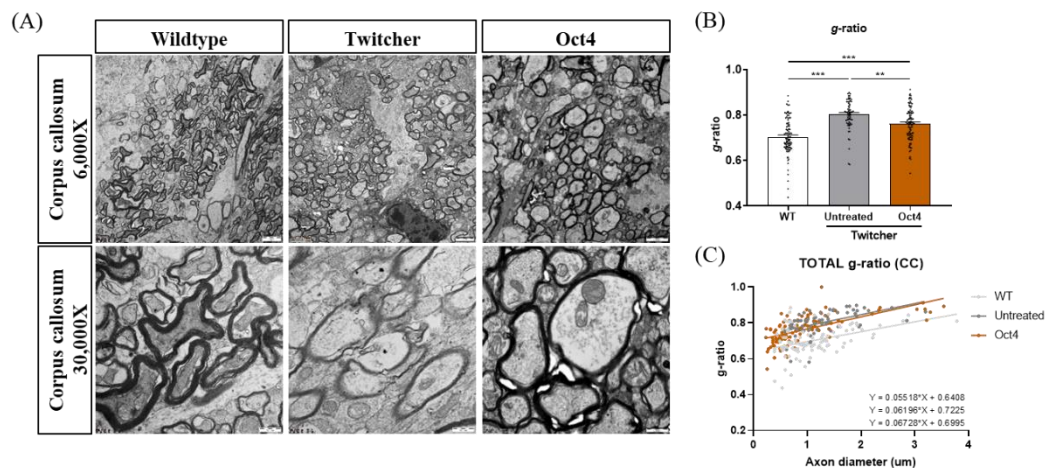 (A)
Wildtype
Twitcher
Oct4
Corpus callosum
6,000X
Corpus callosum
30,000X
(B)
g-ratio
***
*** **
1.0
0.8
0.6
0.4
g-ratio
WT
Untreated
Oct4
Twitcher
(C)
TOTAL g-ratio (CC)
1.0
0.8
0.6
0.4
0.2
g-ratio
0 1 2 3 4
Axon diameter (um)
WT
Untreated
Oct4
Y = 0.05518*X + 0.6408
Y = 0.06196*X + 0.7225
Y = 0.06728*X + 0.6995